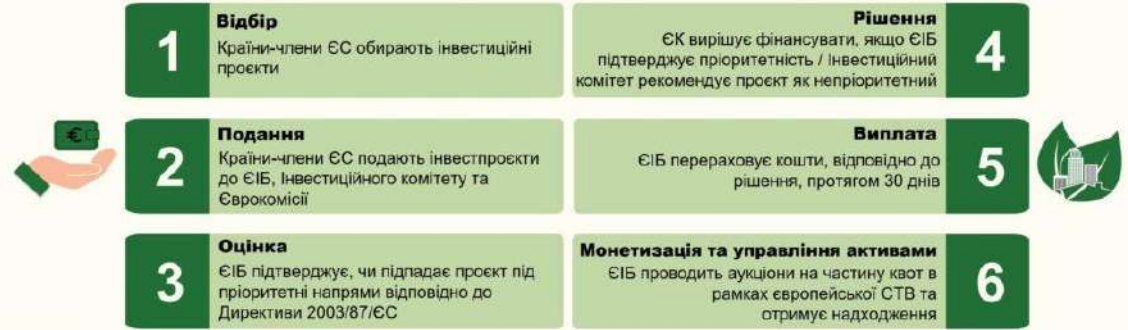 1
Відбір
Країни-члени ЄС обирають інвестиційні
проєкти
2
Подання
Країни-члени ЄС подають інвестпроєкти
до ЄІБ, Інвестиційного комітету та
Єврокомісії
3
Оцінка
ЄІБ підтверджує, чи підпадає проєкт під
пріоритетні напрями відповідно до
Директиви 2003/87/ЄС
Рішення
ЄК вирішує фінансувати, якщо ЄІБ
підтверджує пріоритетність / Інвестиційний
комітет рекомендує проєкт як непріоритетний
4
Виплата
ЄІБ перераховує кошти, відповідно до
рішення, протягом 30 днів
5
Монетизація та управління активами
ЄІБ проводить аукціони на частину квот в
рамках європейської СТВ та
отримує надходження
6